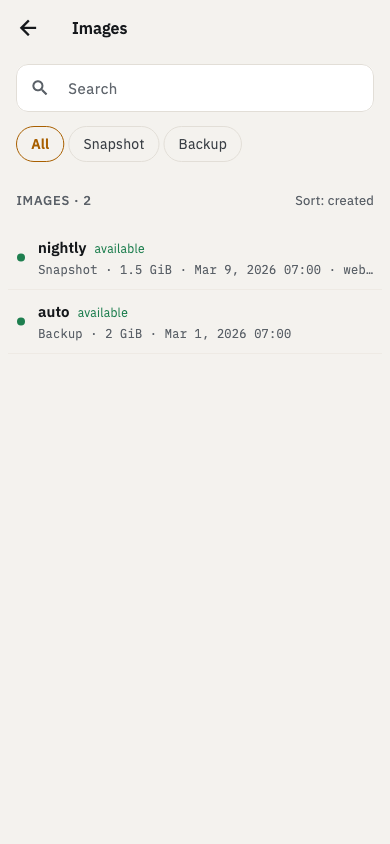 Images
Search
All Snapshot Backup
IMAGES · 2 Sort: created
nightly available
Snapshot · 1.5 GiB · Mar 9, 2026 07:00 · web…
auto available
Backup · 2 GiB · Mar 1, 2026 07:00